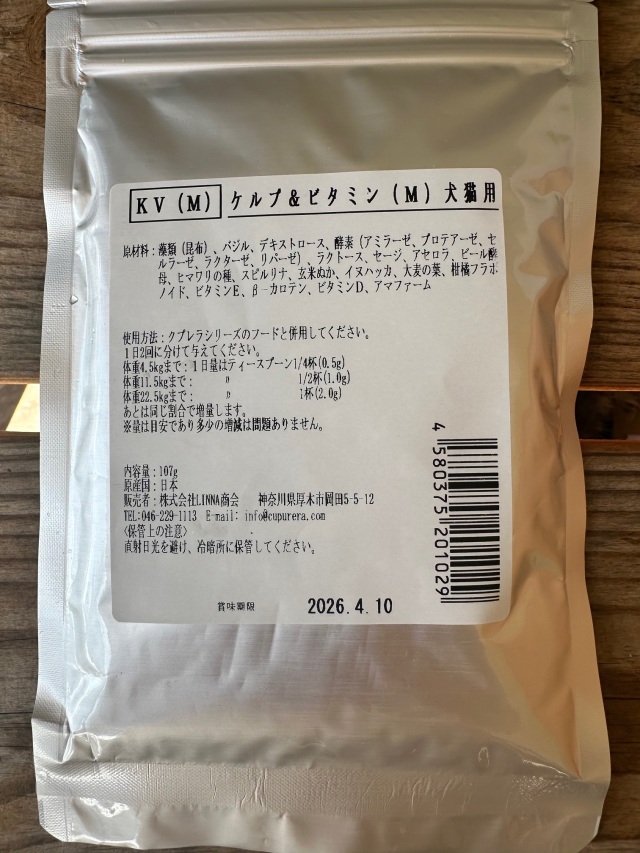 KV(M) ケルプ&ビタミン(M) 犬猫用
原材料:藻類(昆布)、バジル、デキストロース、酵素(アミラーゼ、プロテアーゼ、セ
ルラーゼ、ラクターゼ、リパーゼ)、ラクトース、セージ、アセロラ、ビール酵
母、ヒマワリの種、スピルリナ、玄米ぬか、イヌハッカ、大麦の葉、柑橘フラボ
ノイド、ビタミンE、β-カロテン、ビタミンD、アマファーム
使用方法:クプレラシリーズのフードと併用してください。
1日2回に分けて与えてください。
体重4.5kgまで:1日量はティースプーン1/4杯(0.5g)
体重11.5kgまで: 〃 1/2杯(1.0g)
体重22.5kgまで: 〃 1杯(2.0g)
あとは同じ割合で増量します。
※量は目安であり多少の増減は問題ありません。
内容量:107g
原産国:日本
販売者:株式会社LINNA商会 神奈川県厚木市岡田5-5-12
TEL:046-229-1113 E-mail: info@cupurera.com
〈保管上の注意〉
直射日光を避け、冷暗所に保管してください。
賞味期限 2026.4.10
4 580375 201029